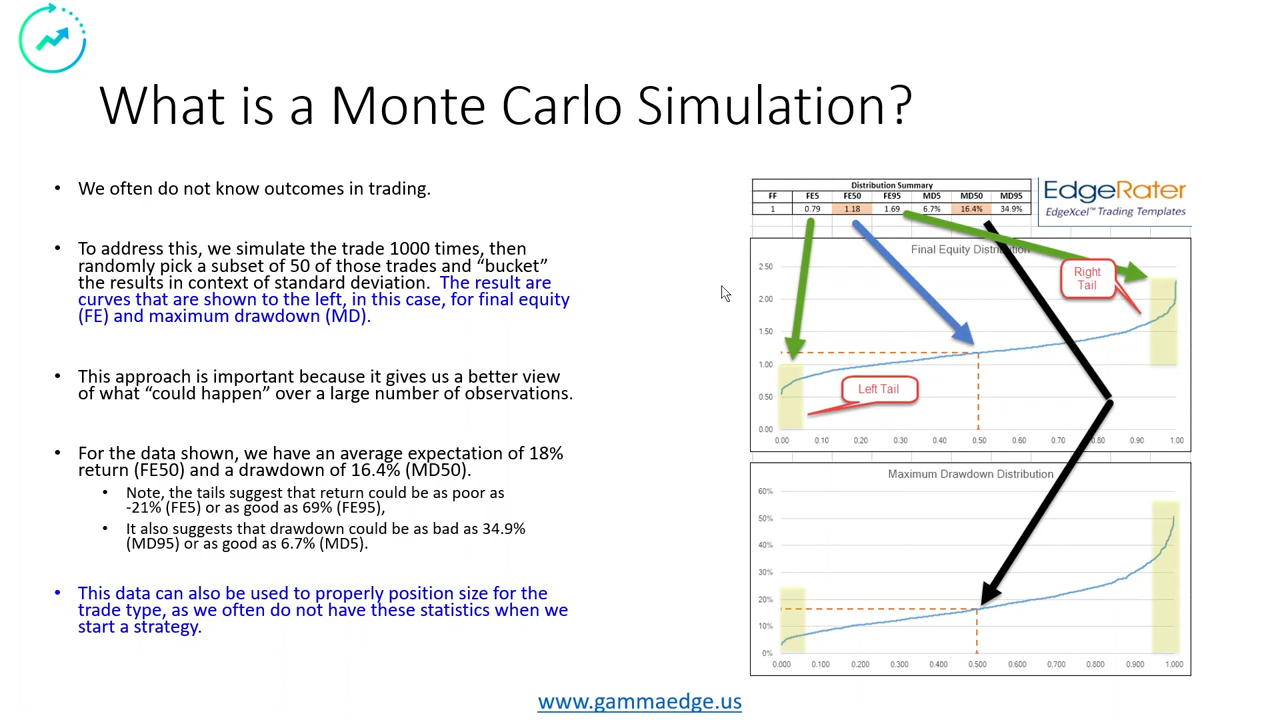 What is a Monte Carlo Simulation?
• We often do not know outcomes in trading.
• To address this, we simulate the trade 1000 times, then
randomly pick a subset of 50 of those trades and “bucket”
the results in context of standard deviation. The result are
curves that are shown to the left, in this case, for final equity
(FE) and maximum drawdown (MD).
• This approach is important because it gives us a better view
of what “could happen” over a large number of observations.
• For the data shown, we have an average expectation of 18%
return (FE50) and a drawdown of 16.4% (MD50).
• Note, the tails suggest that return could be as poor as
-21% (FE5) or as good as 69% (FE95),
• It also suggests that drawdown could be as bad as 34.9%
(MD95) or as good as 6.7% (MD5).
• This data can also be used to properly position size for the
trade type, as we often do not have these statistics when we
start a strategy.
Distribution Summary
FF FE5 FE50 FE95 MD5 MD50 MD95
1 0.79 1.18 1.69 6.7% 16.4% 34.9%
EdgeRater
EdgeXcel™ Trading Templates
Final Equity Distribution
2.50
2.00
1.50
1.00
0.50
0.00
0.00 0.10 0.20 0.30 0.40 0.50 0.60 0.70 0.80 0.90 1.00
Right
Tail
Left Tail
Maximum Drawdown Distribution
60%
50%
40%
30%
20%
10%
0%
0.000 0.100 0.200 0.300 0.400 0.500 0.600 0.700 0.800 0.900 1.000
www.gammaedge.us